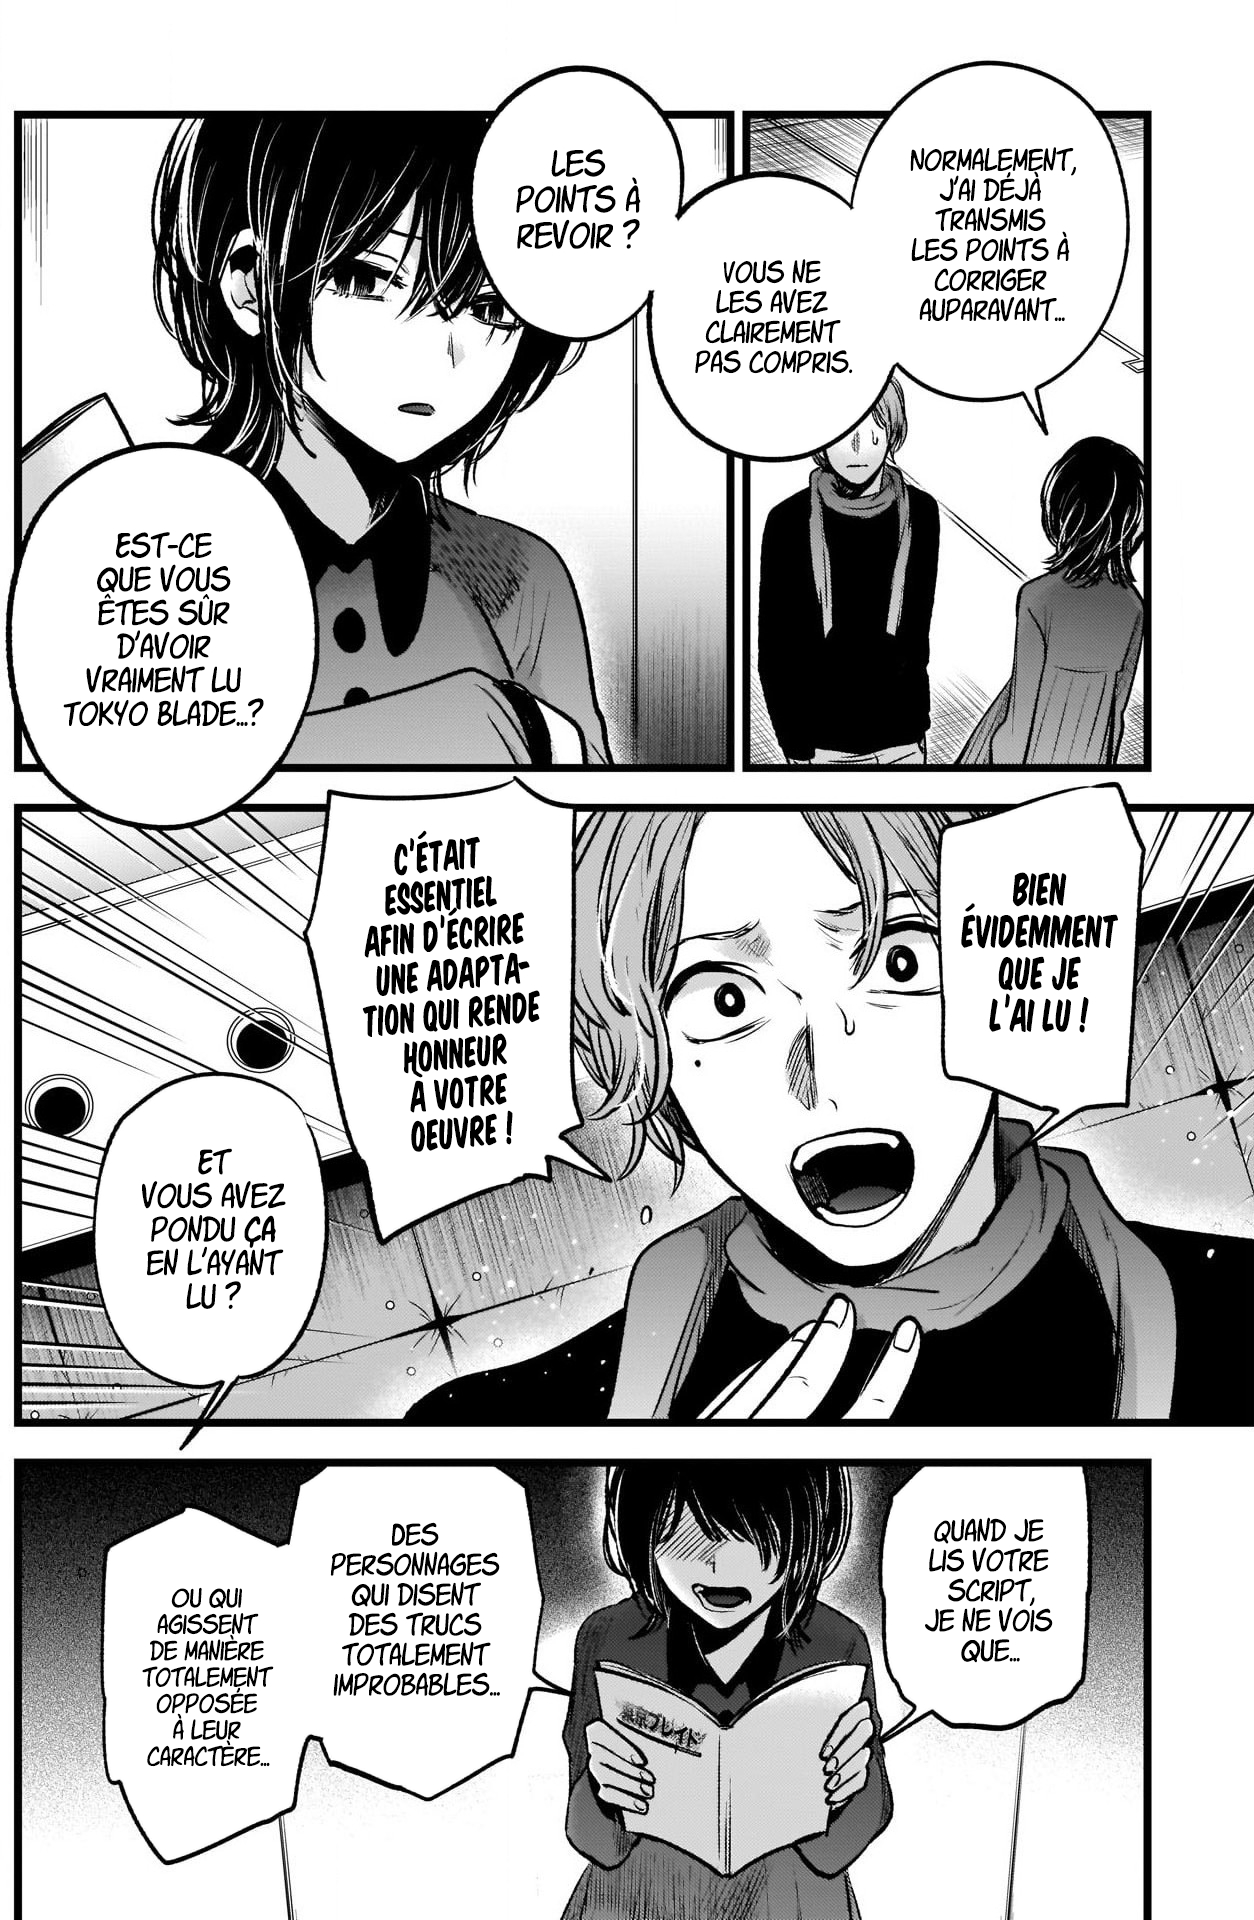 NORMALEMENT,
J'AI DÉJÀ
TRANSMIS
LES POINTS À
CORRIGER
AUPARAVANT...
VOUS NE
LES AVEZ
CLAIREMENT
PAS COMPRIS.
LES
POINTS À
REVOIR ?
EST-CE
QUE VOUS
ÊTES SÛR
D'AVOIR
VRAIMENT LU
TOKYO BLADE...?
BIEN
ÉVIDEMMENT
QUE JE
L'AI LU !
C'ÉTAIT
ESSENTIEL
AFIN D'ÉCRIRE
UNE ADAPTA-
TION QUI RENDE
HONNEUR
À VOTRE
OEUVRE !
ET
VOUS AVEZ
PONDU ÇA
EN L'AYANT
LU ?
QUAND JE
LIS VOTRE
SCRIPT,
JE NE VOIS
QUE...
DES
PERSONNAGES
QUI DISENT
DES TRUCS
TOTALEMENT
IMPROBABLES...
OU QUI
AGISSENT
DE MANIÈRE
TOTALEMENT
OPPOSÉE
À LEUR
CARACTÈRE...
東京ブレイド